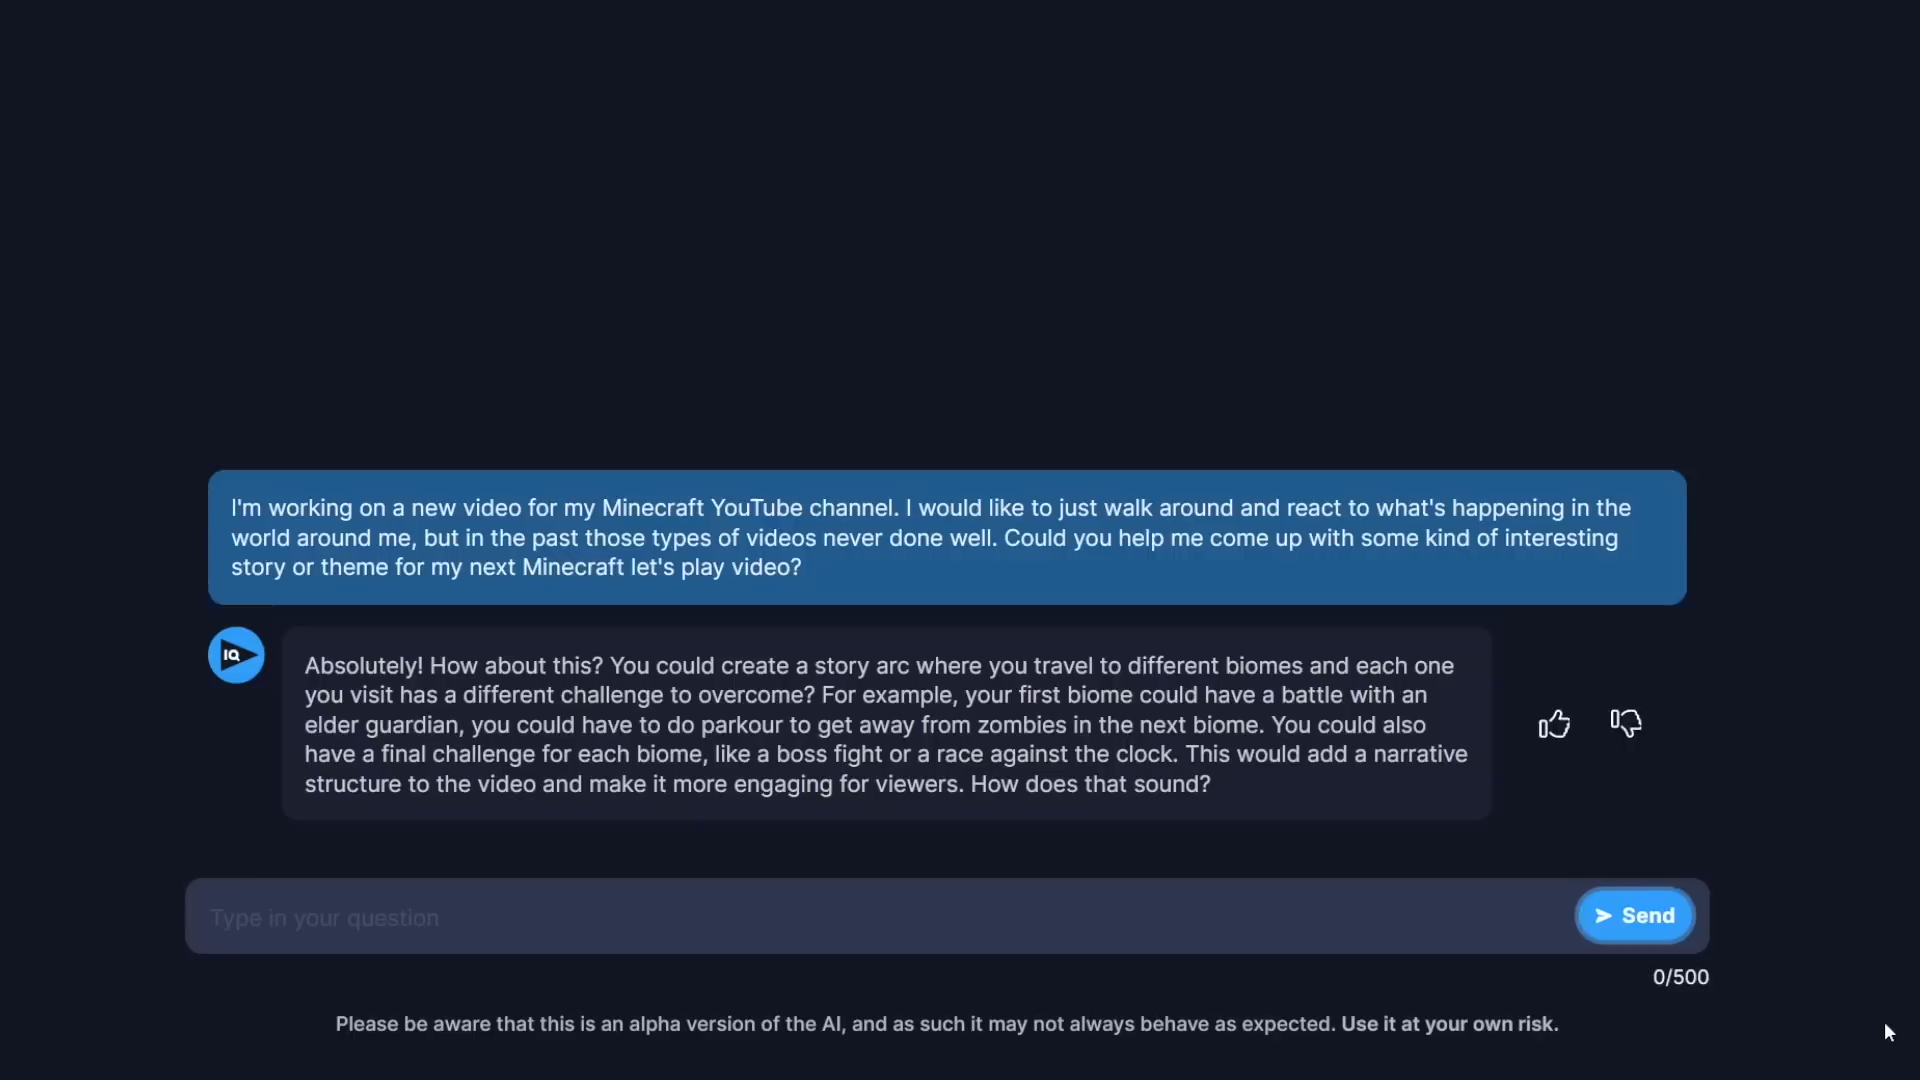 I'm working on a new video for my Minecraft YouTube channel. I would like to just walk around and react to what's happening in the
world around me, but in the past those types of videos never done well. Could you help me come up with some kind of interesting
story or theme for my next Minecraft let's play video?
IQ
Absolutely! How about this? You could create a story arc where you travel to different biomes and each one
you visit has a different challenge to overcome? For example, your first biome could have a battle with an
elder guardian, you could have to do parkour to get away from zombies in the next biome. You could also
have a final challenge for each biome, like a boss fight or a race against the clock. This would add a narrative
structure to the video and make it more engaging for viewers. How does that sound?
Type in your question
Send
0/500
Please be aware that this is an alpha version of the AI, and as such it may not always behave as expected. Use it at your own risk.